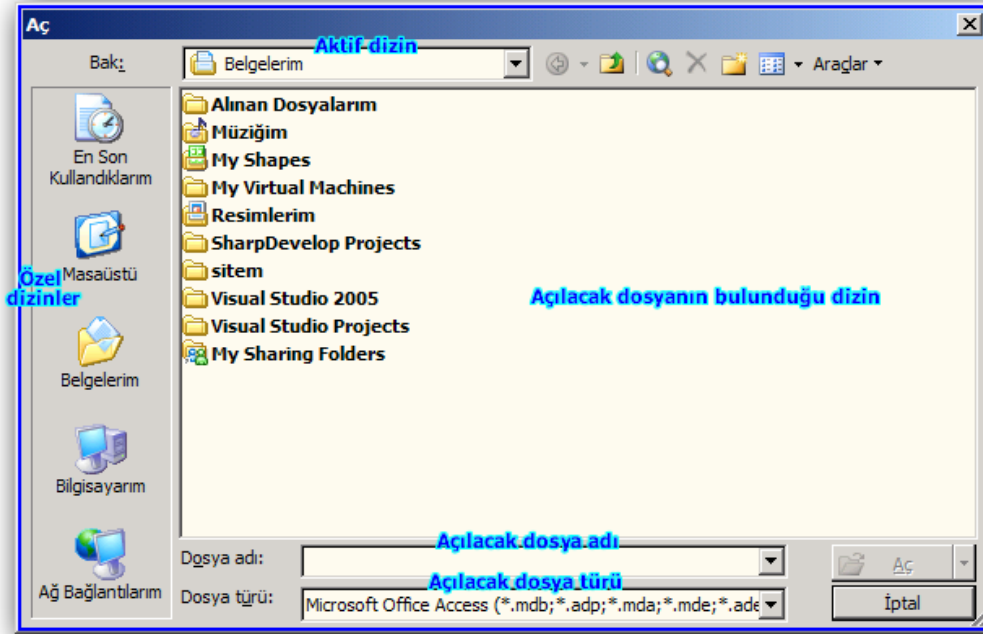 Aç
Aktif dizin
Bak:
Belgelerim
Araçlar
Alınan Dosyalarım
Müziğim
My Shapes
My Virtual Machines
Resimlerim
SharpDevelop Projects
sitem
Visual Studio 2005
Visual Studio Projects
My Sharing Folders
En Son
Kullandıklarım
Masaüstü
Özel
dizinler
Belgelerim
Bilgisayarım
Ağ Bağlantılarım
Açılacak dosyanın bulunduğu dizin
Açılacak dosya adı
Dosya adı:
Aç
Açılacak dosya türü
Dosya türü:
Microsoft Office Access (*.mdb;*.adp;*.mda;*.mde;*.ade
İptal